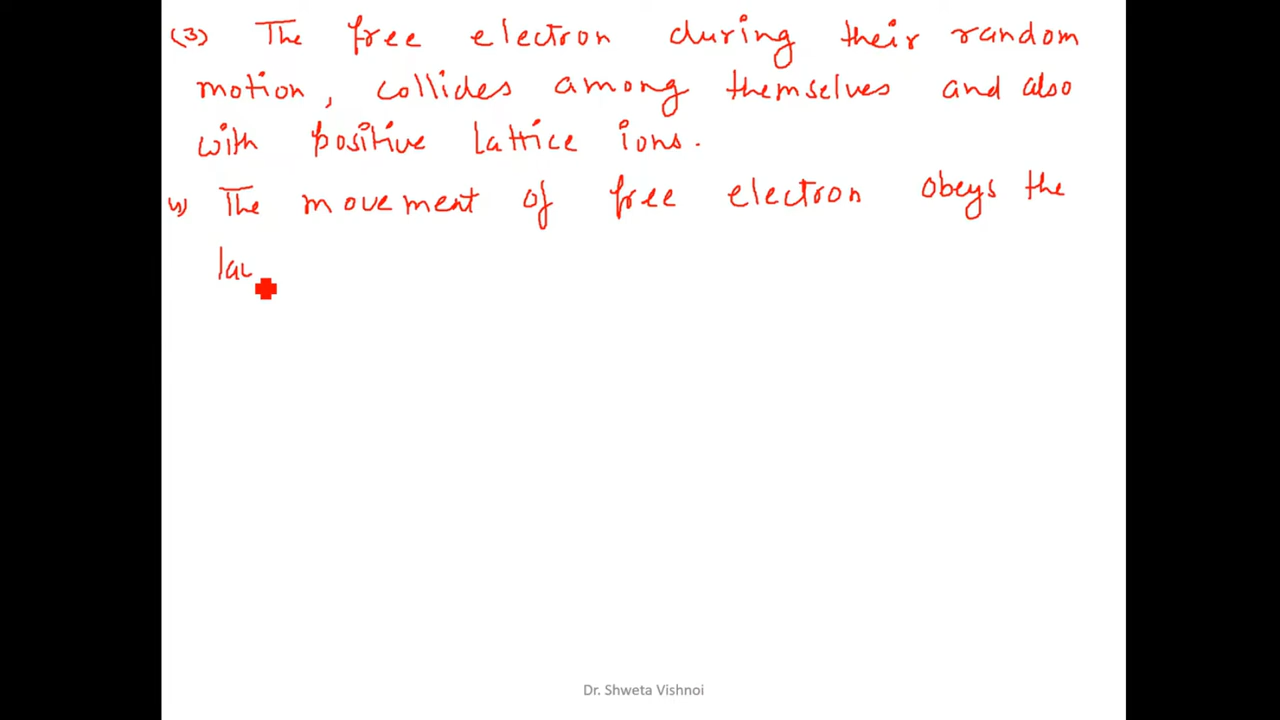 (3) The free electron during their random
motion, collides among themselves and also
with positive lattice ions.
4) The movement of free electron obeys the
Dr. Shweta Vishnoi